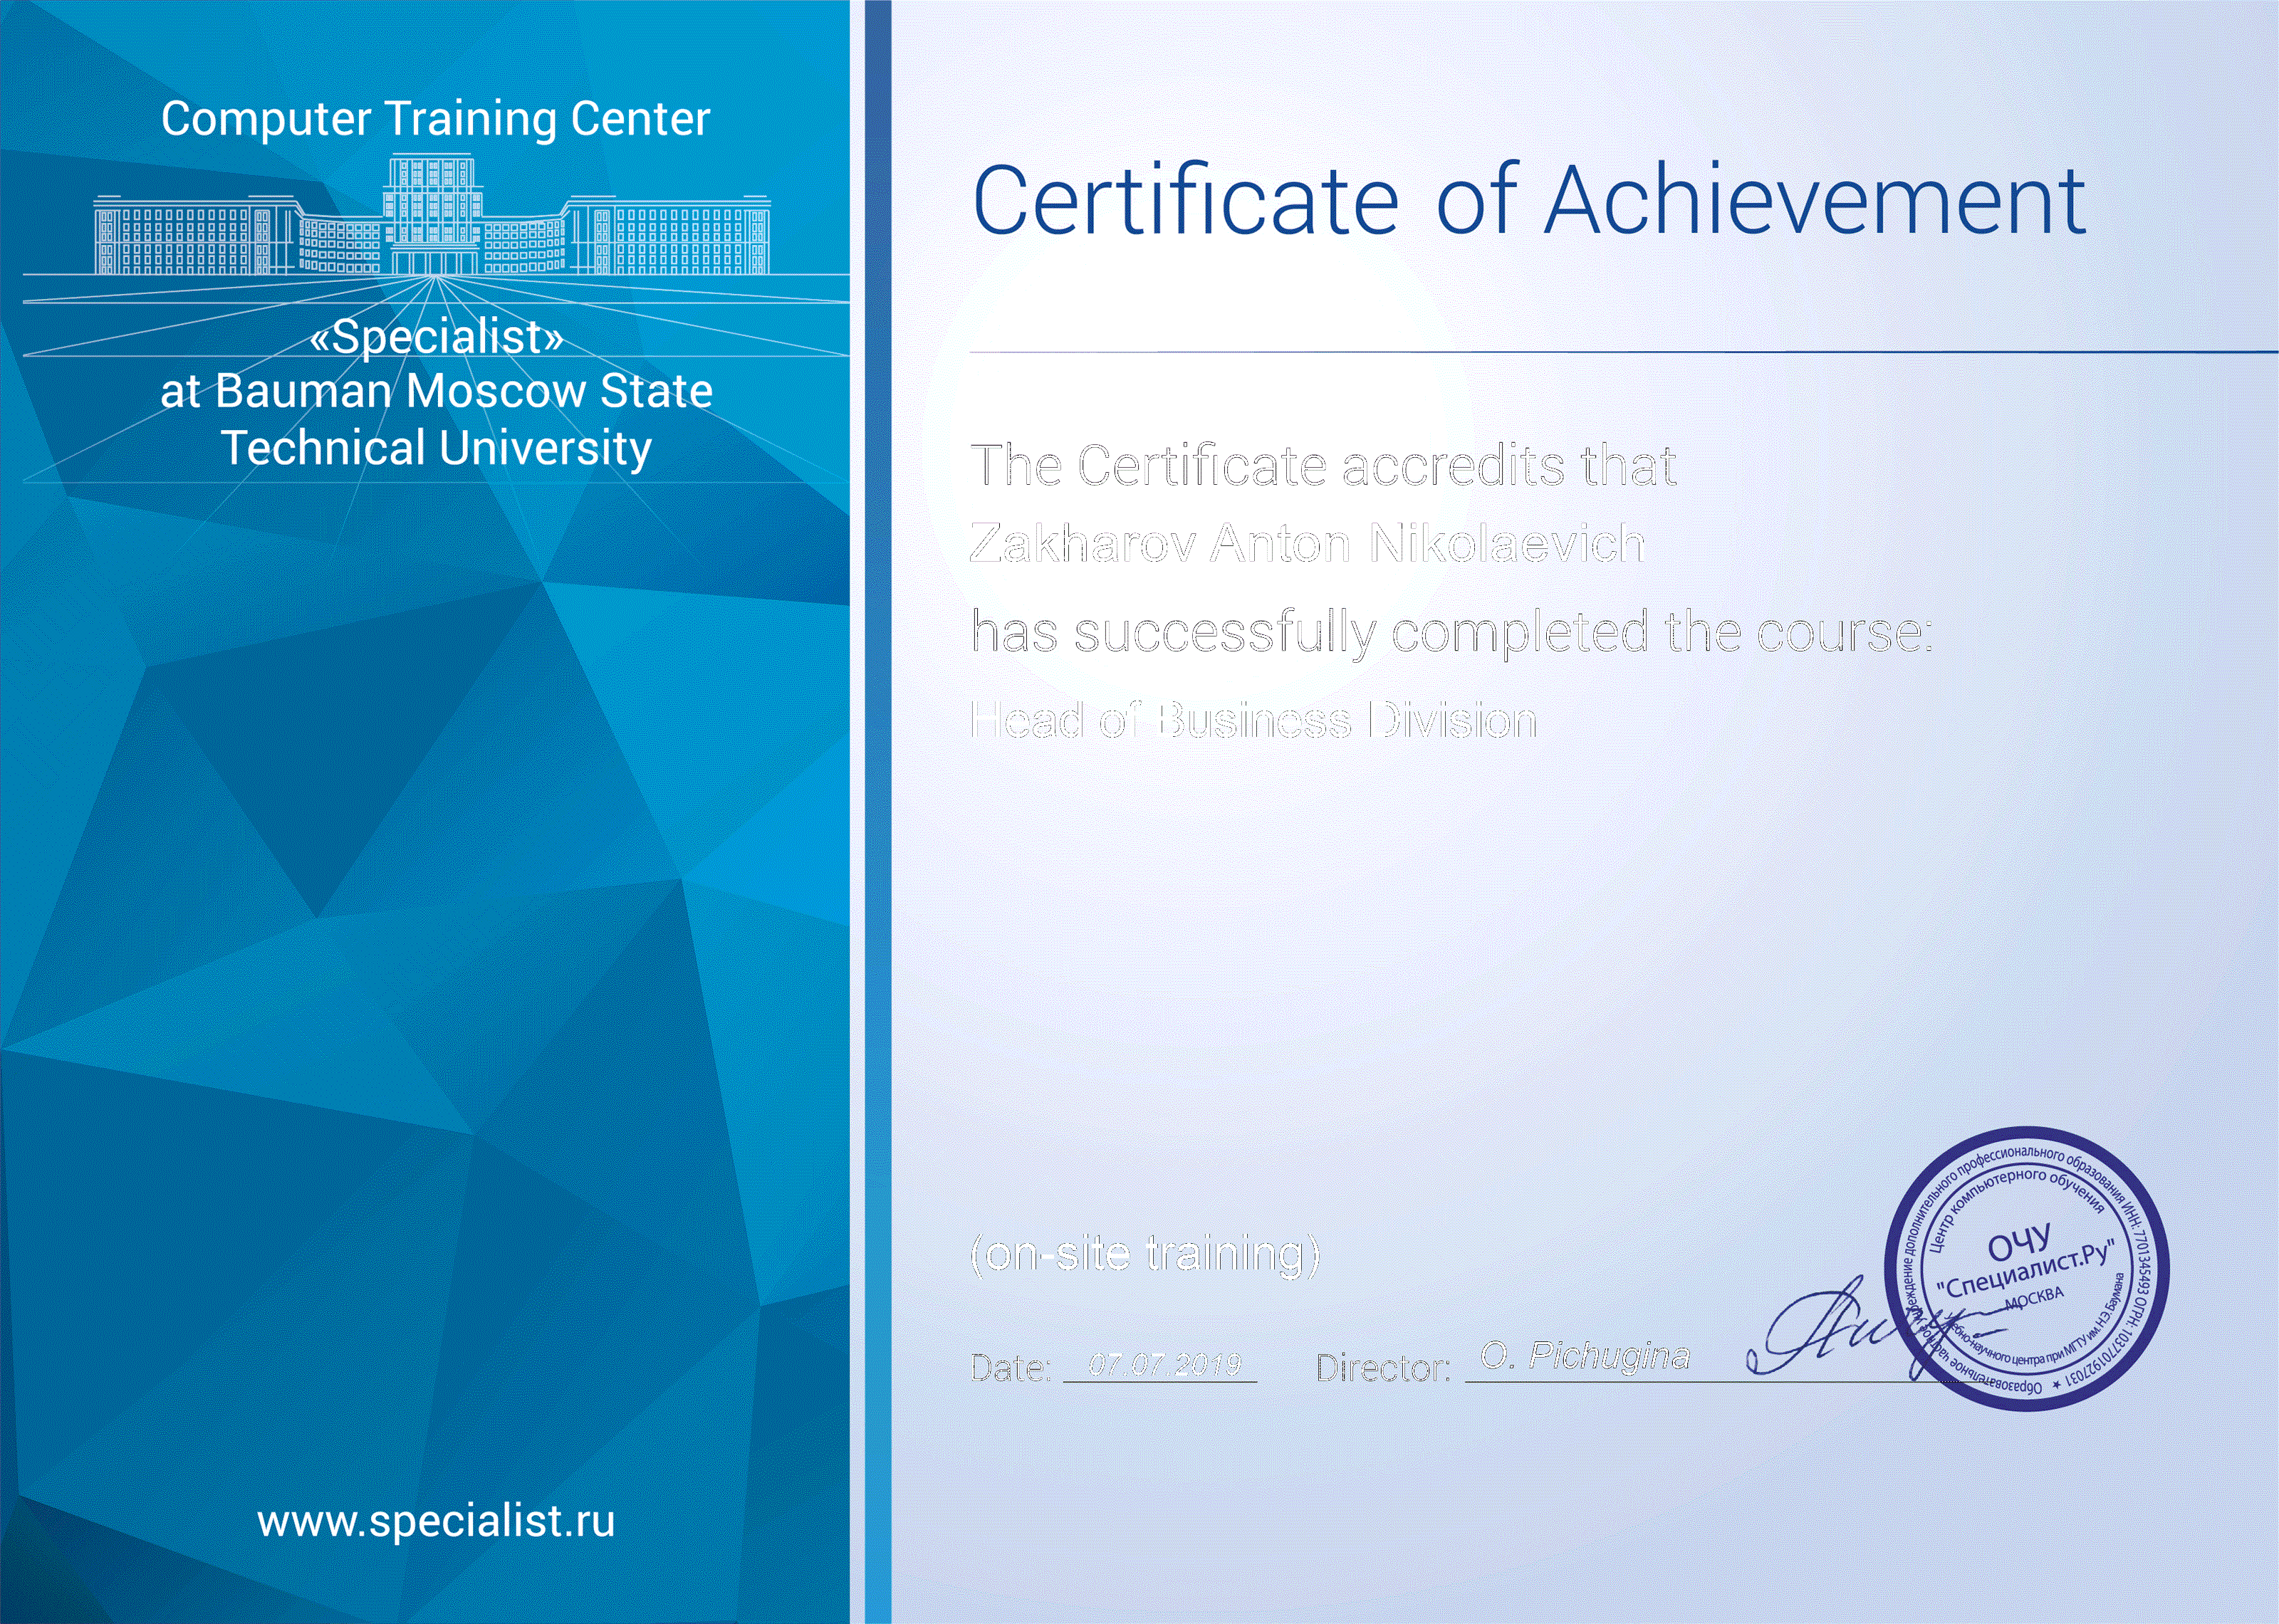 Computer Training Center
«Specialist»
at Bauman Moscow State
Technical University
www.specialist.ru
Certificate of Achievement
The Certificate accredits that
Zakharov Anton Nikolaevich
has successfully completed the course:
Head of Business Division
(on-site training)
Date: 07.07.2019 Director: O. Pichugina
Образовательное частное учреждение дополнительного профессионального образования ИНН: 7701345493 ОГРН: 1037701927031 ★
Центр компьютерного обучения
Учебно-научного центра при МГТУ им. Н.Э. Баумана
ОЧУ
"Специалист.Ру"
МОСКВА